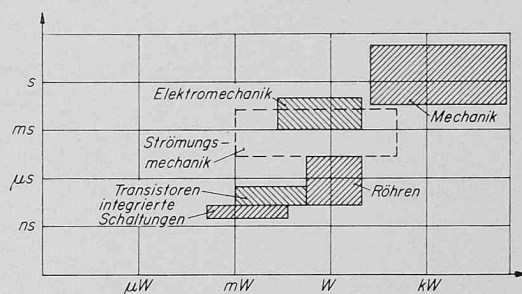 s
ms
μs
ns
Elektromechanik
Mechanik
Strömungs-
mechanik
Röhren
Transistoren
integrierte
Schaltungen
μW
mW
W
kW